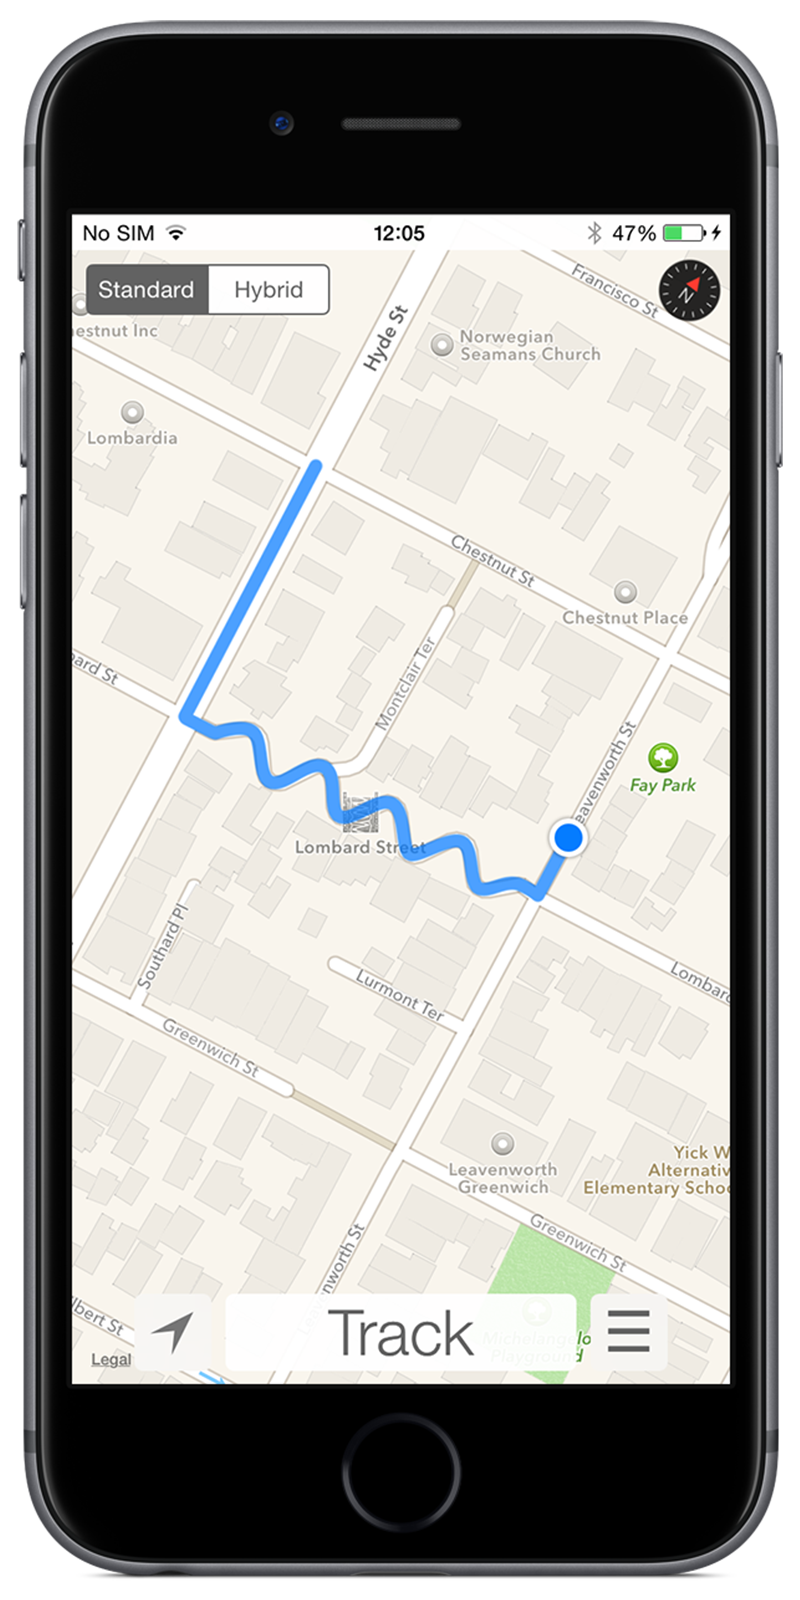 No SIM
12:05
47%
Standard
Hybrid
N
Francisco St
estnut Inc
Hyde St
Norwegian
Seamans Church
Lombardia
Chestnut St
Chestnut Place
ard St
Montclair Ter
eavenworth St
Fay Park
Lombard Street
Southard Pl
Lurmont Ter
Lombard
Greenwich St
Leavenworth
Greenwich
Yick W
Alternativ
Elementary Schoo
Greenwich St
nworth St
lbert St
Track
Michelangelo
Playground
Legal